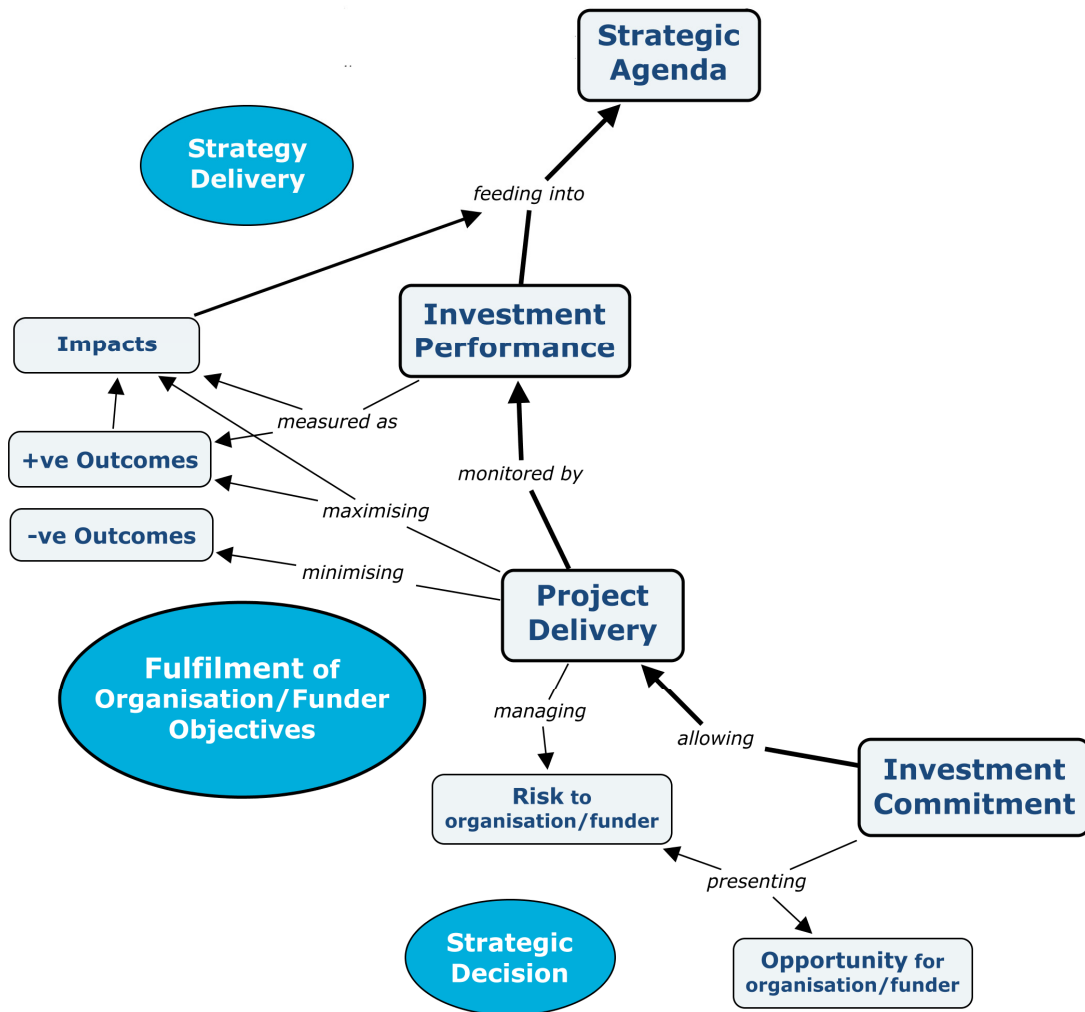 Strategic
Agenda
Strategy
Delivery
feeding into
Investment
Performance
Impacts
measured as
+ve Outcomes
monitored by
maximising
-ve Outcomes
minimising
Project
Delivery
Fulfilment of
Organisation/Funder
Objectives
managing
allowing
Investment
Commitment
Risk to
organisation/funder
presenting
Strategic
Decision
Opportunity for
organisation/funder